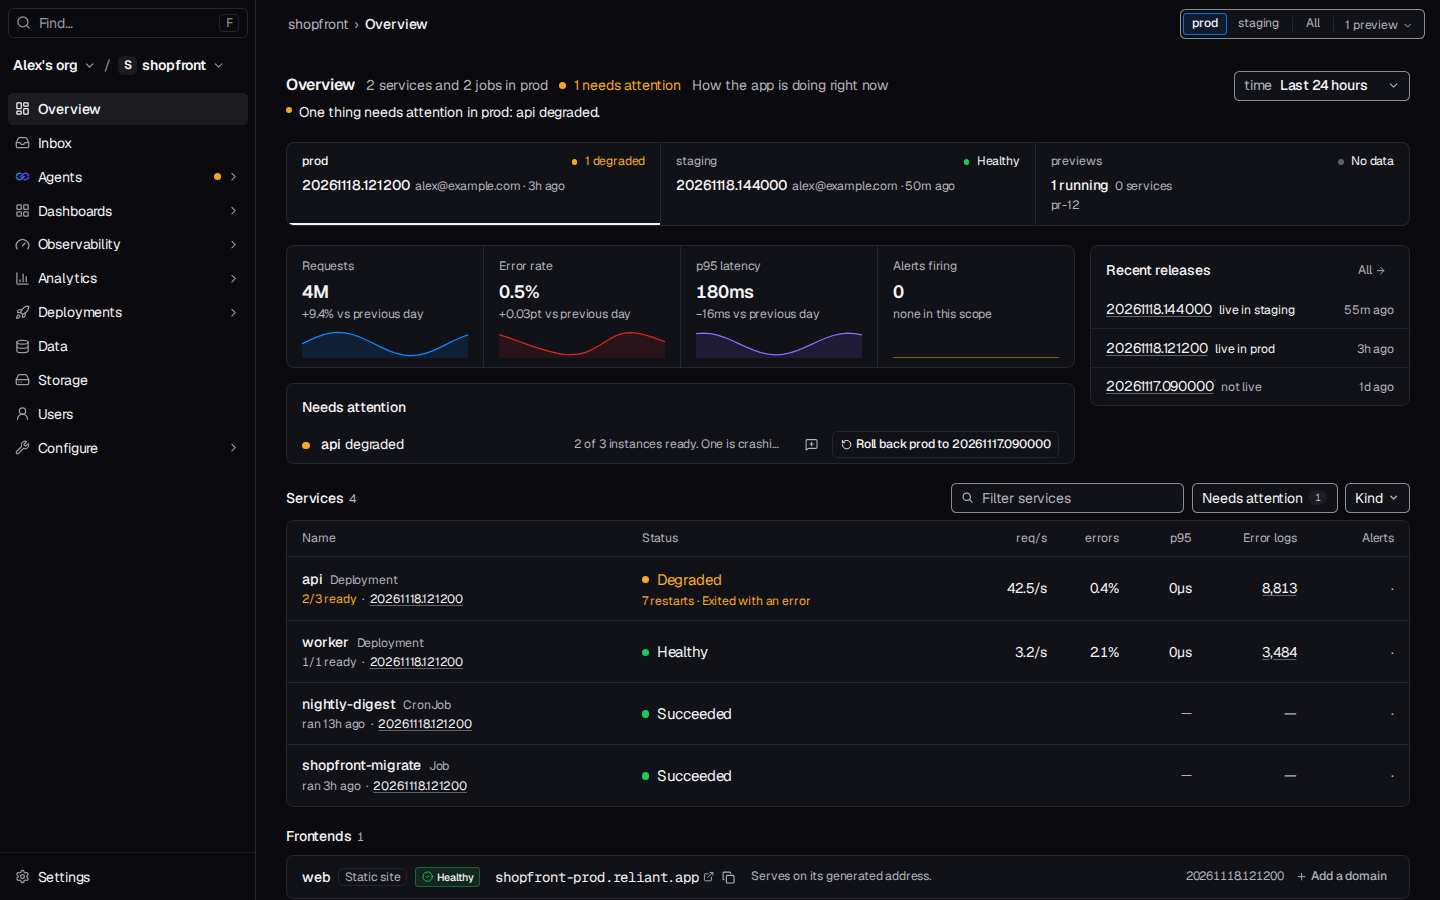 Find...
F
Alex's org / S shopfront
Overview
Inbox
Agents
Dashboards
Observability
Analytics
Deployments
Data
Storage
Users
Configure
Settings
shopfront › Overview
prod staging All 1 preview
Overview 2 services and 2 jobs in prod 1 needs attention How the app is doing right now
time Last 24 hours
One thing needs attention in prod: api degraded.
prod 1 degraded
20261118.121200 alex@example.com · 3h ago
staging Healthy
20261118.144000 alex@example.com · 50m ago
previews No data
1 running 0 services
pr-12
Requests
4M
+9.4% vs previous day
Error rate
0.5%
+0.03pt vs previous day
p95 latency
180ms
−16ms vs previous day
Alerts firing
0
none in this scope
Recent releases All →
20261118.144000 live in staging 55m ago
20261118.121200 live in prod 3h ago
20261117.090000 not live 1d ago
Needs attention
api degraded 2 of 3 instances ready. One is crashi... Roll back prod to 20261117.090000
Services 4
Filter services
Needs attention 1
Kind
Name Status req/s errors p95 Error logs Alerts
api Deployment Degraded 42.5/s 0.4% 0µs 8,813 ·
2/3 ready · 20261118.121200 7 restarts · Exited with an error
worker Deployment Healthy 3.2/s 2.1% 0µs 3,484 ·
1/1 ready · 20261118.121200
nightly-digest CronJob Succeeded — — ·
ran 13h ago · 20261118.121200
shopfront-migrate Job Succeeded — — ·
ran 3h ago · 20261118.121200
Frontends 1
web Static site Healthy shopfront-prod.reliant.app Serves on its generated address. 20261118.121200 + Add a domain